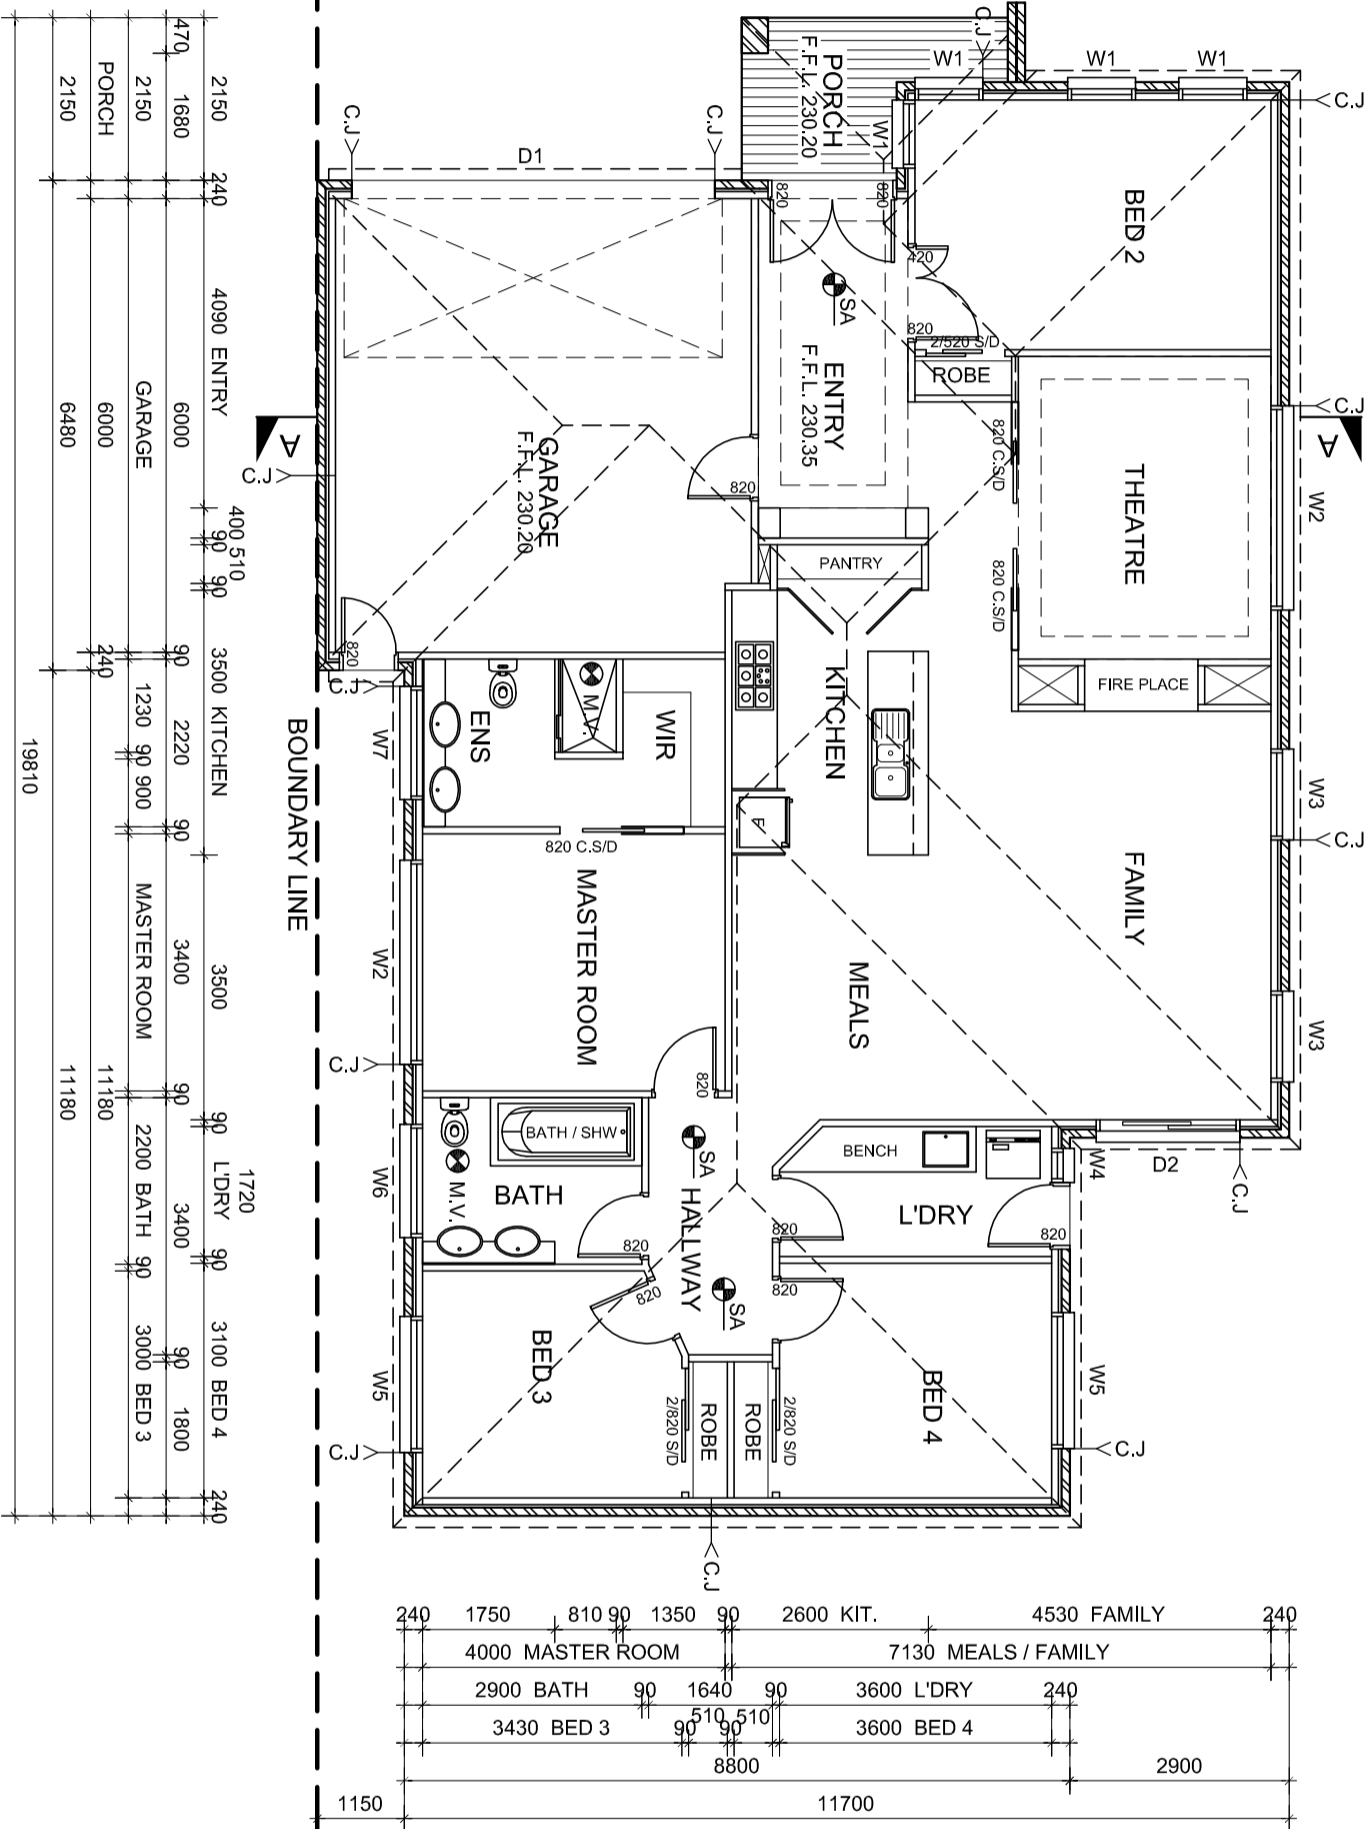 C.J
W1
W1
W1
C.J
PORCH
F.F.L. 230.20
W1
C.J
C.J
D1
820
820
BED 2
420
SA
820
2/520 S/D
ROBE
ENTRY
F.F.L. 230.35
C.J
A
A
W2
820 C.S/D
THEATRE
820 C.S/D
GARAGE
F.F.L. 230.20
C.J
820
820
PANTRY
FIRE PLACE
KITCHEN
C.J
W7
ENS
M.V.
WIR
W3
C.J
F
BOUNDARY LINE
820 C.S/D
MASTER ROOM
W2
FAMILY
MEALS
W3
C.J
820
BATH / SHW
SA
BENCH
D2
W4
C.J
W6
M.V.
BATH
HALLWAY
L'DRY
820
820
820
820
820
SA
BED 3
W5
BED 4
W5
2/820 S/D
ROBE
ROBE
2/820 S/D
C.J
C.J
C.J
2150 240 4090 ENTRY 400 510 90 90 3500 KITCHEN 3500 90 1720 L'DRY 90 3100 BED 4 240
470 1680 6000 90 2220 90 3400 90 3400 90 1800
2150 GARAGE 1230 90 900 MASTER ROOM 2200 BATH 90 3000 BED 3
PORCH 6000 240 11180
2150 6480 11180
19810
240 1750 810 90 1350 90 2600 KIT. 4530 FAMILY 240
4000 MASTER ROOM 7130 MEALS / FAMILY
2900 BATH 90 1640 90 3600 L'DRY 240
3430 BED 3 90 510 90 510 3600 BED 4
8800 2900
1150 11700